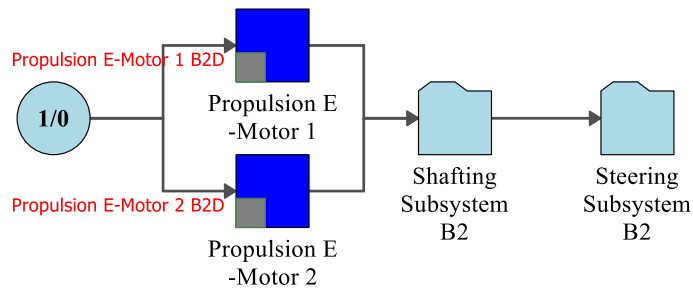 Propulsion E-Motor 1 B2D
1/0
Propulsion E
-Motor 1
Propulsion E-Motor 2 B2D
Propulsion E
-Motor 2
Shafting
Subsystem
B2
Steering
Subsystem
B2